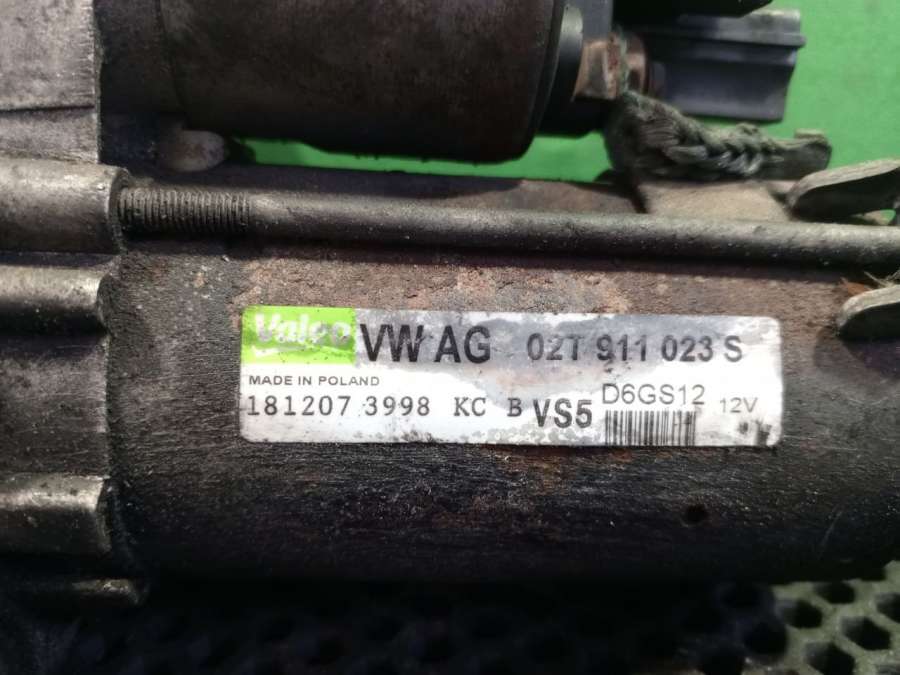 Valeo VW AG 02T 911 023 S
MADE IN POLAND
181207 3998 KC B VS5 D6GS12 12V